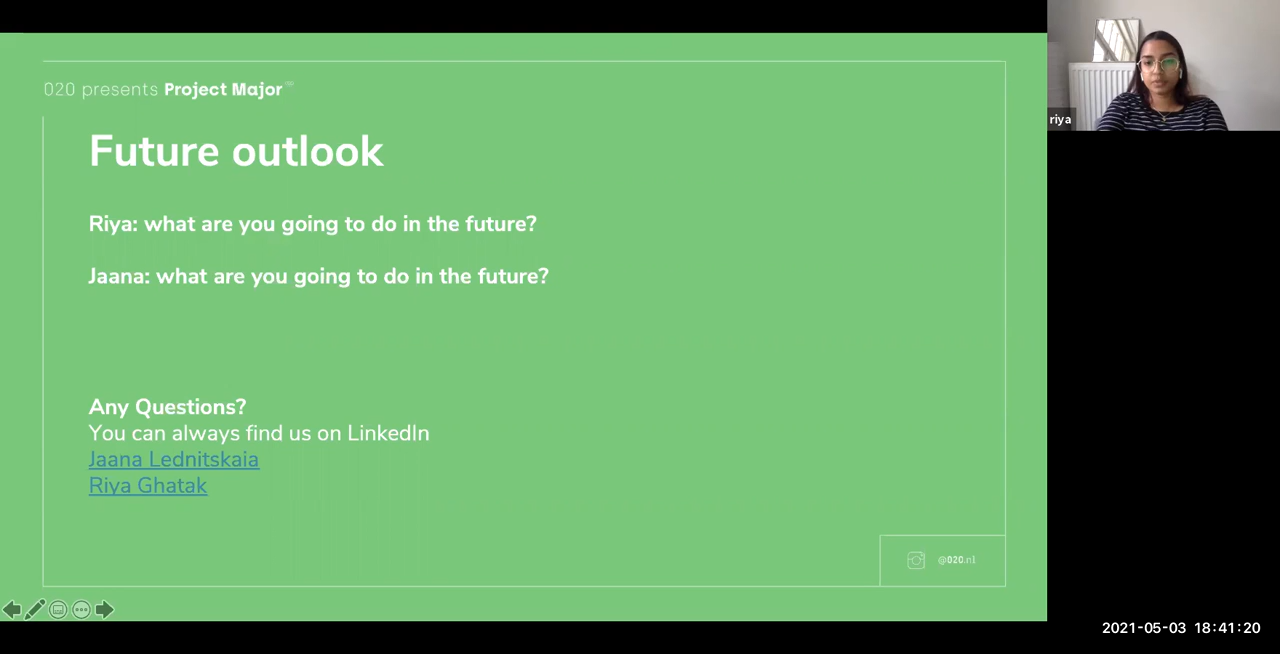 020 presents Project Major
riya
Future outlook
Riya: what are you going to do in the future?
Jaana: what are you going to do in the future?
Any Questions?
You can always find us on LinkedIn
Jaana Lednitskaia
Riya Ghatak
@020.nl
2021-05-03 18:41:20